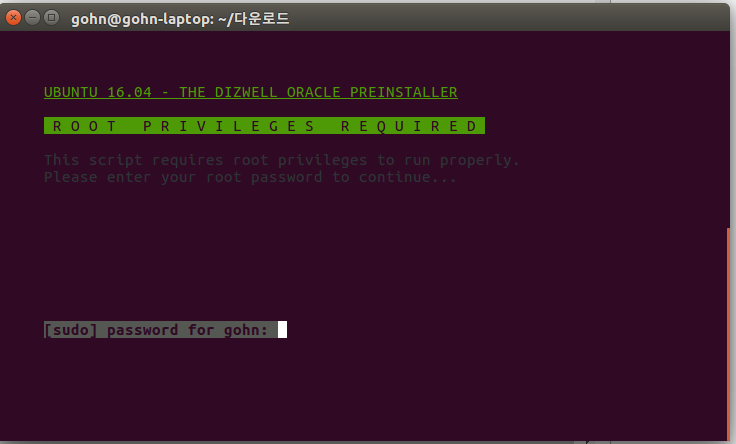 gohn@gohn-laptop: ~/다운로드
UBUNTU 16.04 - THE DIZWELL ORACLE PREINSTALLER
R O O T   P R I V I L E G E S   R E Q U I R E D
This script requires root privileges to run properly.
Please enter your root password to continue...
[sudo] password for gohn: